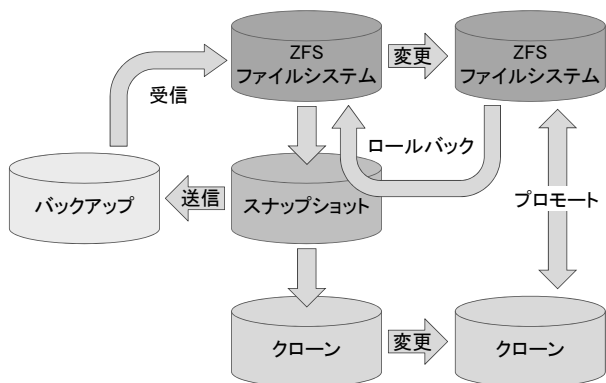 ZFS
ファイルシステム
変更
ZFS
ファイルシステム
受信
ロールバック
バックアップ
送信
スナップショット
プロモート
クローン
変更
クローン